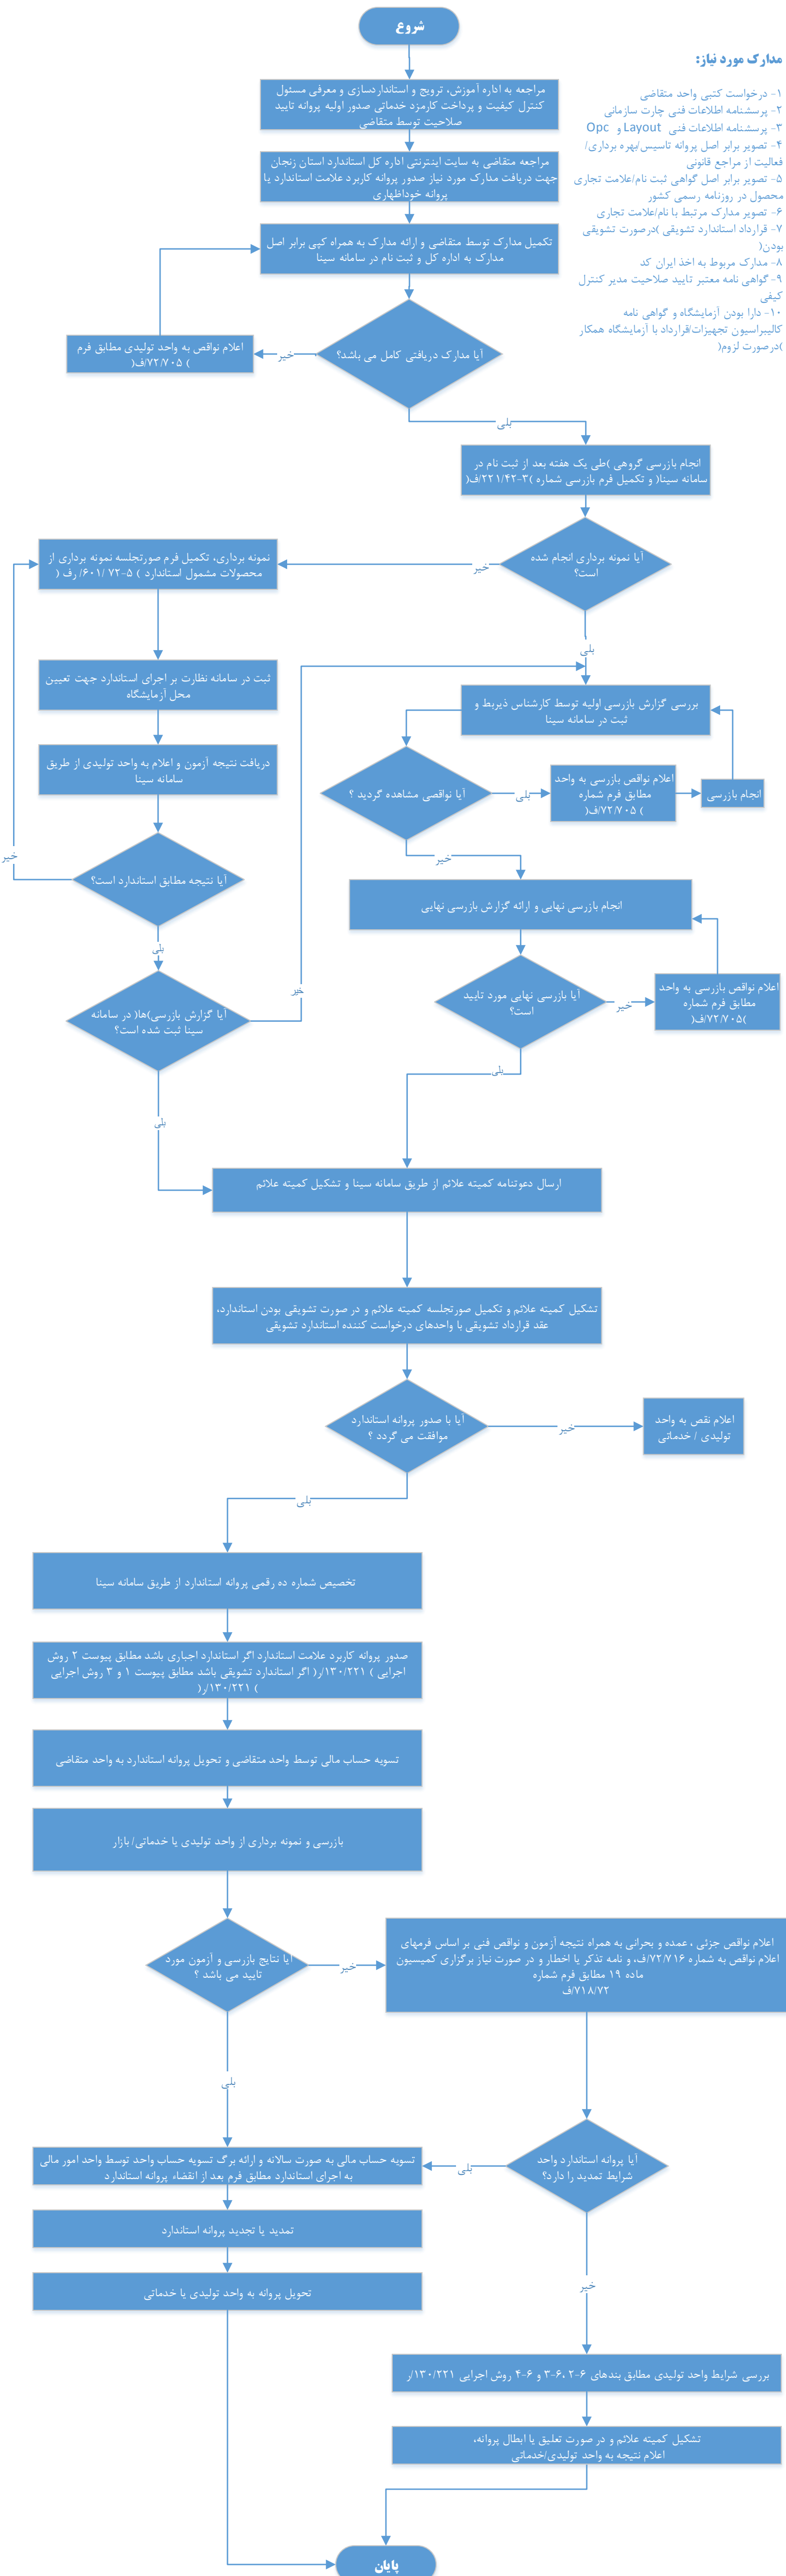 شروع
مدارک مورد نیاز:
۱- درخواست کتبی واحد متقاضی
۲- پرسشنامه اطلاعات فنی چارت سازمانی
۳- پرسشنامه اطلاعات فنی Layout و Opc
۴- تصویر برابر اصل پروانه تاسیس/بهره برداری/
فعالیت از مراجع قانونی
۵- تصویر برابر اصل گواهی ثبت نام/علامت تجاری
محصول در روزنامه رسمی کشور
۶- تصویر مدارک مرتبط با نام/علامت تجاری
۷- قرارداد استاندارد تشویقی )درصورت تشویقی
بودن(
۸- مدارک مربوط به اخذ ایران کد
۹- گواهی نامه معتبر تایید صلاحیت مدیر کنترل
کیفی
۱۰- دارا بودن آزمایشگاه و گواهی نامه
کالیبراسیون تجهیزات/قرارداد با آزمایشگاه همکار
)درصورت لزوم(
مراجعه به اداره آموزش، ترویج و استانداردسازی و معرفی مسئول
کنترل کیفیت و پرداخت کارمزد خدماتی صدور اولیه پروانه تایید
صلاحیت توسط متقاضی
مراجعه متقاضی به سایت اینترنتی اداره کل استاندارد استان زنجان
جهت دریافت مدارک مورد نیاز صدور پروانه کاربرد علامت استاندارد یا
پروانه خوداظهاری
تکمیل مدارک توسط متقاضی و ارائه مدارک به همراه کپی برابر اصل
مدارک به اداره کل و ثبت نام در سامانه سینا
آیا مدارک دریافتی کامل می باشد؟
خیر
اعلام نواقص به واحد تولیدی مطابق فرم
) ۷۲/۷۰۵/ف(
بلی
انجام بازرسی گروهی )طی یک هفته بعد از ثبت نام در
سامانه سینا( و تکمیل فرم بازرسی شماره )۳-۲۲۱/۴۲/ف(
آیا نمونه برداری انجام شده
است؟
خیر
نمونه برداری، تکمیل فرم صورتجلسه نمونه برداری از
محصولات مشمول استاندارد ) ۵-۷۲ /۶۰۱/ رف (
بلی
ثبت در سامانه نظارت بر اجرای استاندارد جهت تعیین
محل آزمایشگاه
بررسی گزارش بازرسی اولیه توسط کارشناس ذیربط و
ثبت در سامانه سینا
دریافت نتیجه آزمون و اعلام به واحد تولیدی از طریق
سامانه سینا
آیا نواقصی مشاهده گردید ؟
بلی
اعلام نواقص بازرسی به واحد
مطابق فرم شماره
) ۷۲/۷۰۵/ف(
انجام بازرسی
خیر
خیر
آیا نتیجه مطابق استاندارد است؟
انجام بازرسی نهایی و ارائه گزارش بازرسی نهایی
بلی
آیا بازرسی نهایی مورد تایید
است؟
خیر
اعلام نواقص بازرسی به واحد
مطابق فرم شماره
)۷۲/۷۰۵/ف(
خیر
آیا گزارش بازرسی)ها( در سامانه
سینا ثبت شده است؟
بلی
بلی
ارسال دعوتنامه کمیته علائم از طریق سامانه سینا و تشکیل کمیته علائم
تشکیل کمیته علائم و تکمیل صورتجلسه کمیته علائم و در صورت تشویقی بودن استاندارد،
عقد قرارداد تشویقی با واحدهای درخواست کننده استاندارد تشویقی
آیا با صدور پروانه استاندارد
موافقت می گردد ؟
خیر
اعلام نقص به واحد
تولیدی / خدماتی
بلی
تخصیص شماره ده رقمی پروانه استاندارد از طریق سامانه سینا
صدور پروانه کاربرد علامت استاندارد اگر استاندارد اجباری باشد مطابق پیوست ۲ روش
اجرایی ) ۱۳۰/۲۲۱/ر( اگر استاندارد تشویقی باشد مطابق پیوست ۱ و ۳ روش اجرایی
) ۱۳۰/۲۲۱/ر(
تسویه حساب مالی توسط واحد متقاضی و تحویل پروانه استاندارد به واحد متقاضی
بازرسی و نمونه برداری از واحد تولیدی یا خدماتی/ بازار
آیا نتایج بازرسی و آزمون مورد
تایید می باشد ؟
خیر
اعلام نواقص جزئی ، عمده و بحرانی به همراه نتیجه آزمون و نواقص فنی بر اساس فرمهای
اعلام نواقص به شماره ۷۲/۷۱۶/ف، و نامه تذکر یا اخطار و در صورت نیاز برگزاری کمیسیون
ماده ۱۹ مطابق فرم شماره
۷۱۸/۷۲/ف
بلی
آیا پروانه استاندارد واحد
شرایط تمدید را دارد؟
بلی
تسویه حساب مالی به صورت سالانه و ارائه برگ تسویه حساب واحد توسط واحد امور مالی
به اجرای استاندارد مطابق فرم بعد از انقضاء پروانه استاندارد
تمدید یا تجدید پروانه استاندارد
تحویل پروانه به واحد تولیدی یا خدماتی
خیر
بررسی شرایط واحد تولیدی مطابق بندهای ۶-۲ ،۶-۳ و ۶-۴ روش اجرایی ۱۳۰/۲۲۱/ر
تشکیل کمیته علائم و در صورت تعلیق یا ابطال پروانه،
اعلام نتیجه به واحد تولیدی/خدماتی
پایان